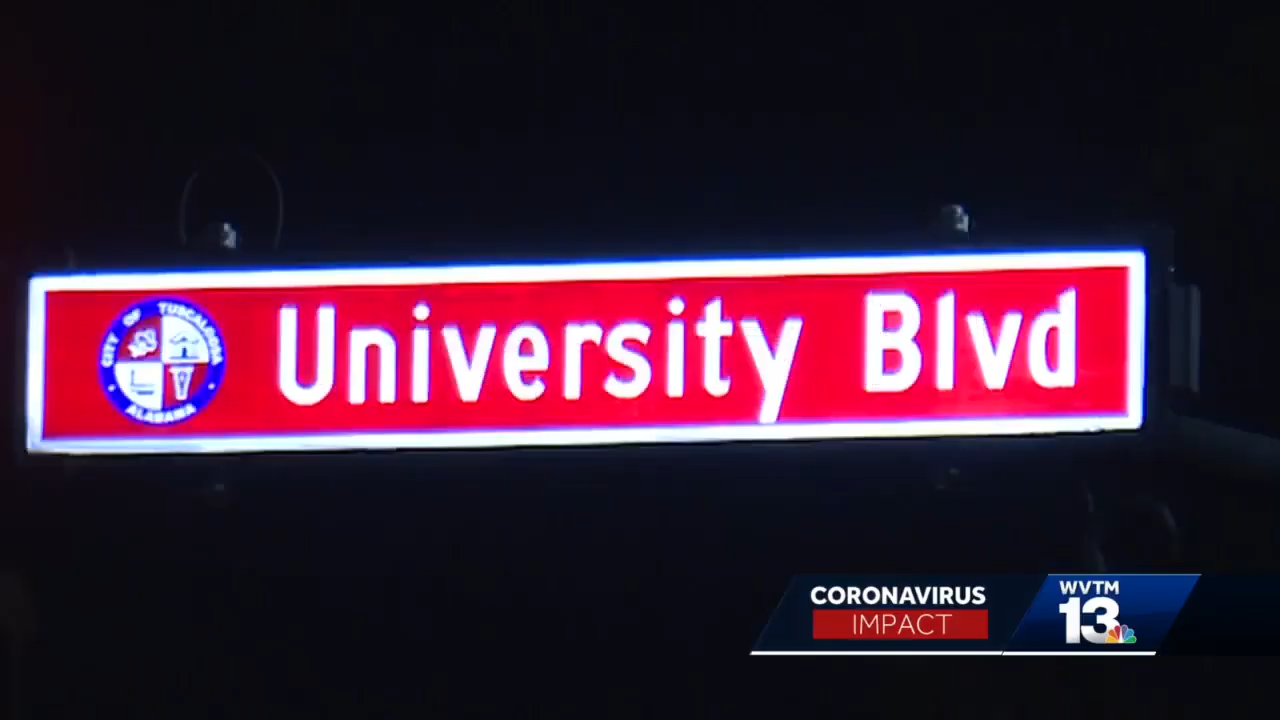 CITY OF TUSCALOOSA
ALABAMA
University Blvd
CORONAVIRUS
IMPACT
WVTM
13